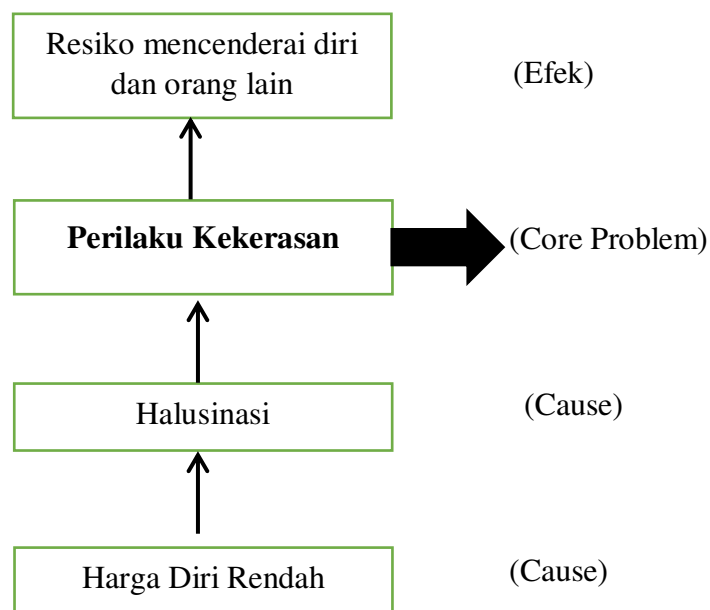 Resiko mencenderai diri
dan orang lain
(Efek)
Perilaku Kekerasan
(Core Problem)
Halusinasi
(Cause)
Harga Diri Rendah
(Cause)